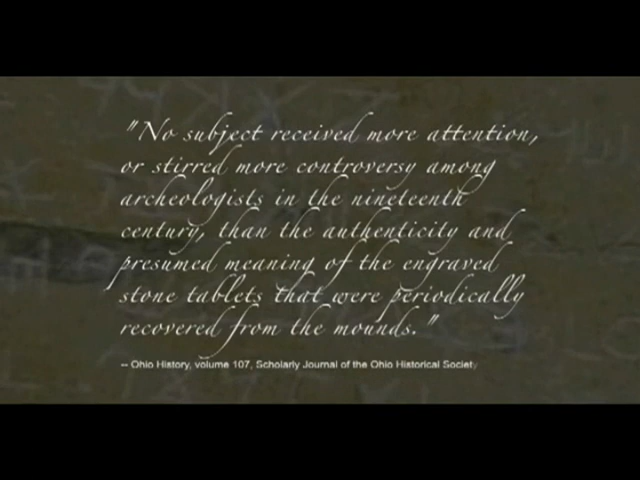 "No subject received more attention,
or stirred more controversy among
archeologists in the nineteenth
century, than the authenticity and
presumed meaning of the engraved
stone tablets that were periodically
recovered from the mounds."
-- Ohio History, volume 107, Scholarly Journal of the Ohio Historical Society